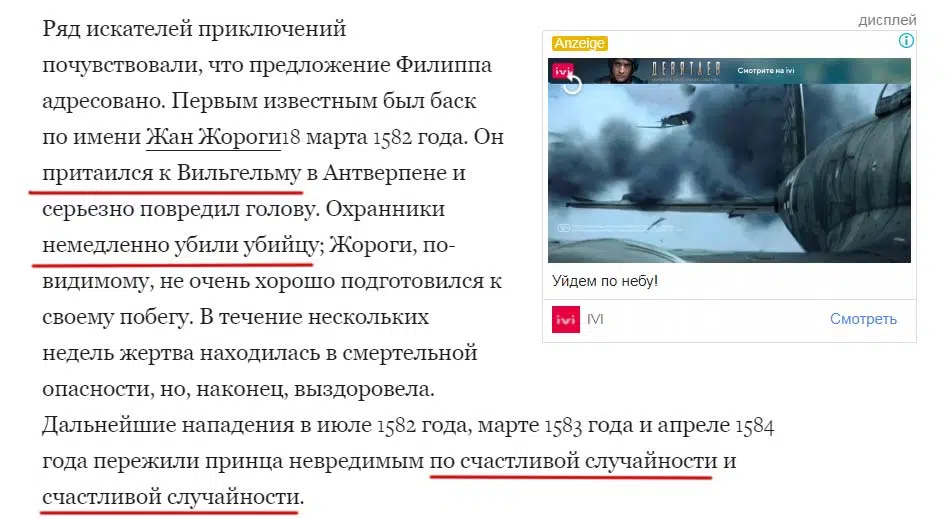 Ряд искателей приключений
почувствовали, что предложение Филиппа
адресовано. Первым известным был баск
по имени Жан Жороги18 марта 1582 года. Он
притаился к Вильгельму в Антверпене и
серьезно повредил голову. Охранники
немедленно убили убийцу; Жороги, по-
видимому, не очень хорошо подготовился к
своему побегу. В течение нескольких
недель жертва находилась в смертельной
опасности, но, наконец, выздоровела.
Дальнейшие нападения в июле 1582 года, марте 1583 года и апреле 1584
года пережили принца невредимым по счастливой случайности и
счастливой случайности.
дисплей
Anzeige
ivi
ДЕВЯТАЕВ
Смотрите на ivi
Уйдем по небу!
ivi
IVI
Смотреть